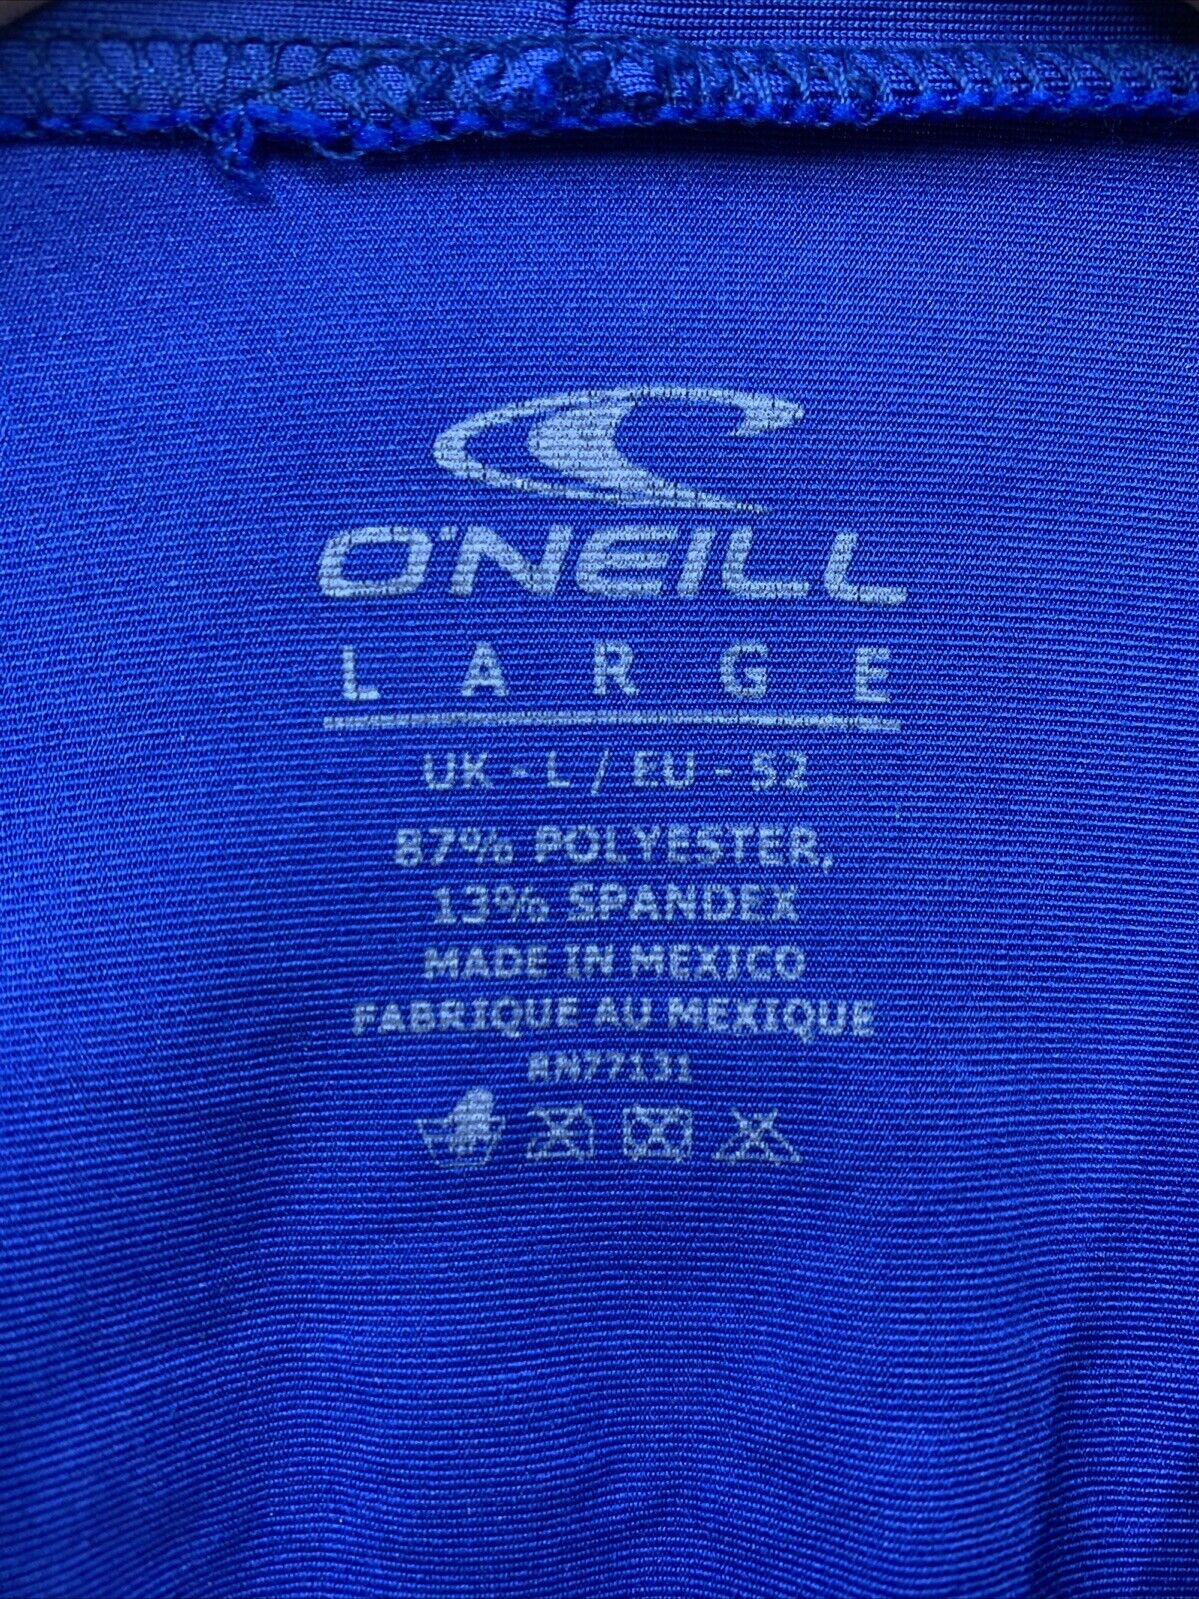 O'NEILL
LARGE
UK - L / EU - 52
87% POLYESTER,
13% SPANDEX
MADE IN MEXICO
FABRIQUE AU MEXIQUE
RN77131